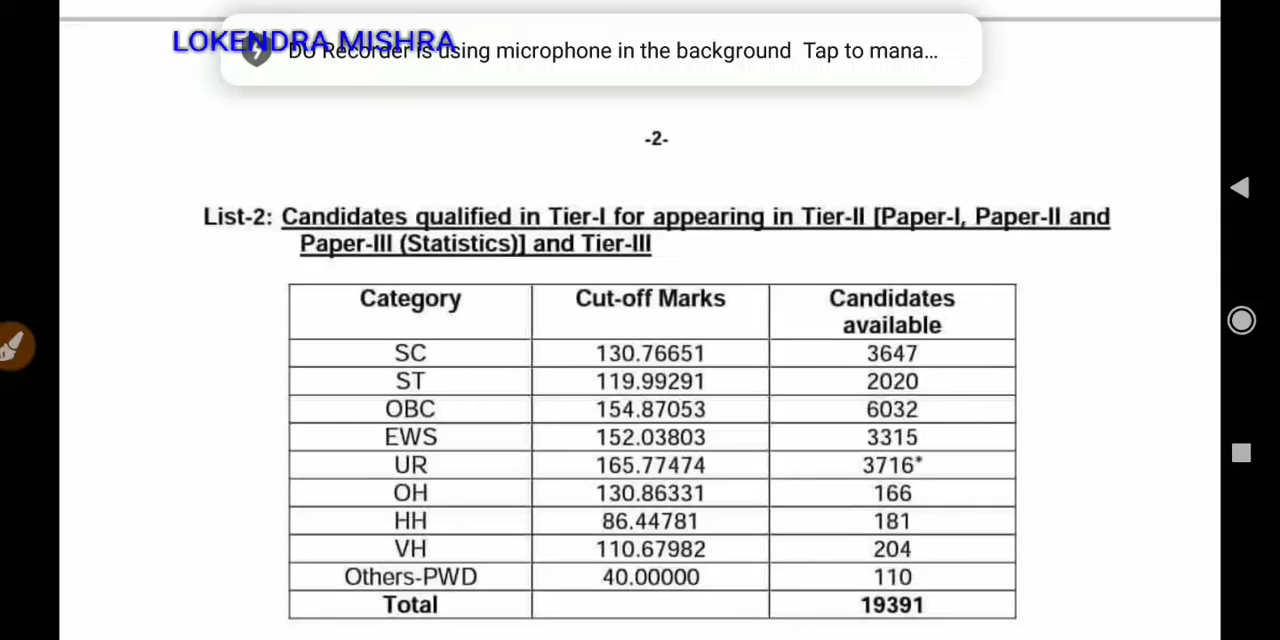 LOKENDRA MISHRA
DU Recorder is using microphone in the background Tap to mana...
-2-
List-2: Candidates qualified in Tier-I for appearing in Tier-II [Paper-I, Paper-II and
Paper-III (Statistics)] and Tier-III
Category Cut-off Marks Candidates
available
SC 130.76651 3647
ST 119.99291 2020
OBC 154.87053 6032
EWS 152.03803 3315
UR 165.77474 3716*
OH 130.86331 166
HH 86.44781 181
VH 110.67982 204
Others-PWD 40.00000 110
Total 19391